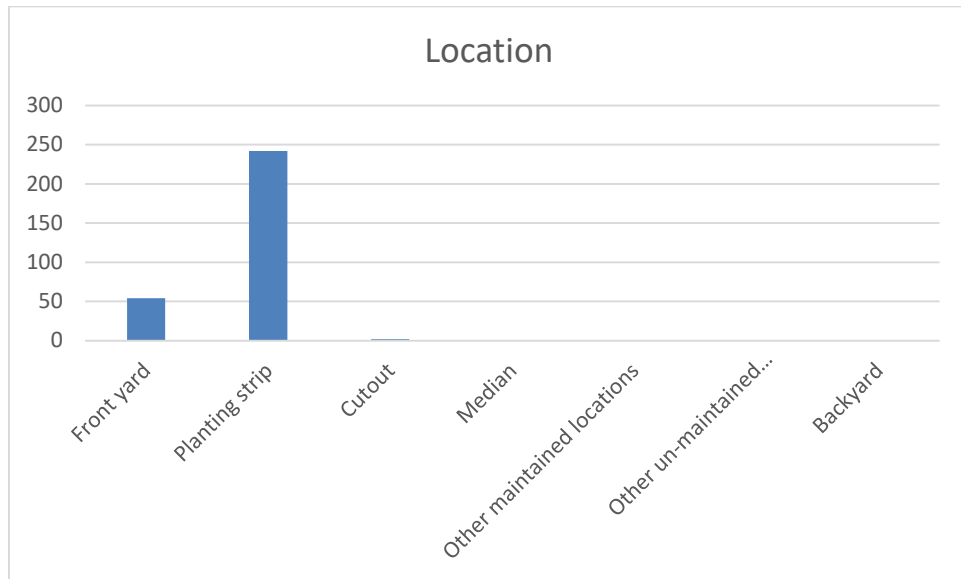 Location
300
250
200
150
100
50
0
Front yard
Planting strip
Cutout
Median
Other maintained locations
Other un-maintained...
Backyard